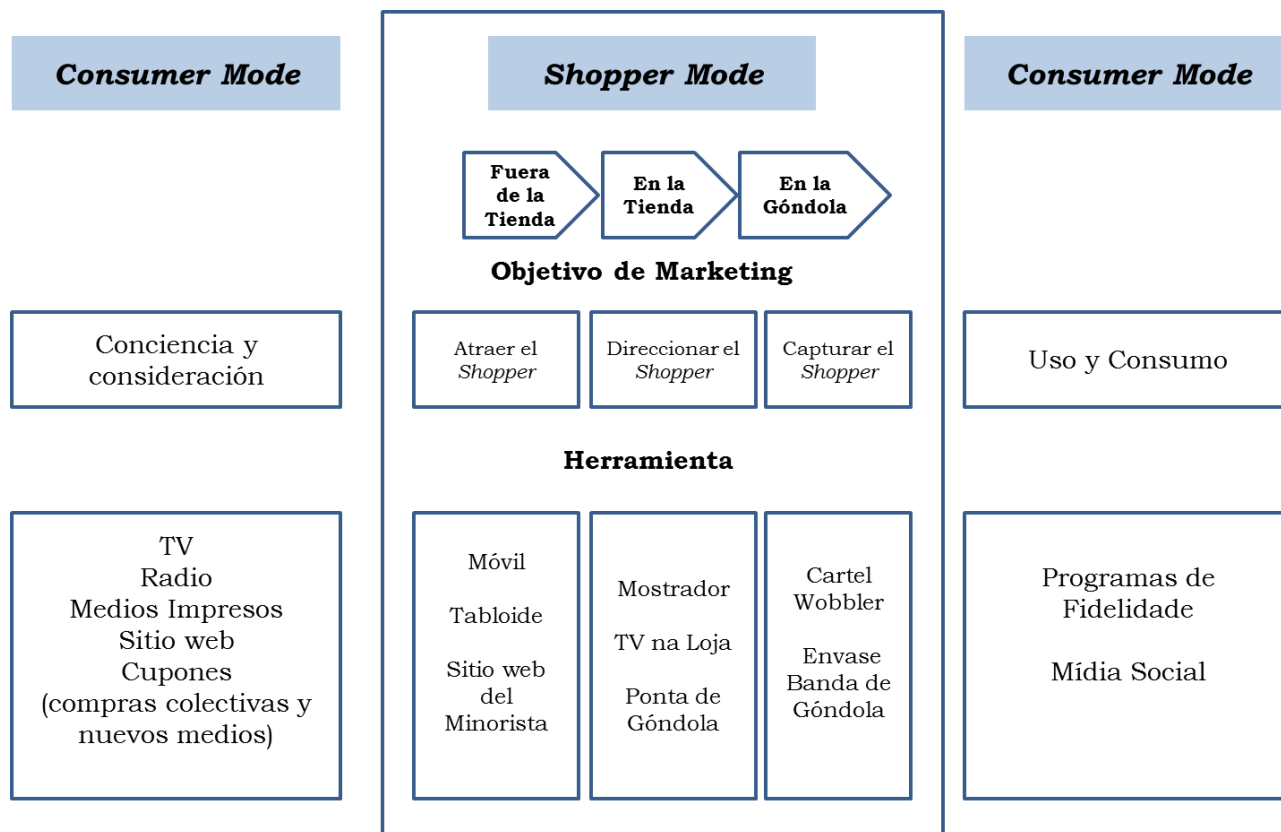 Consumer Mode
Shopper Mode
Consumer Mode
Fuera
de la
Tienda
En la
Tienda
En la
Góndola
Objetivo de Marketing
Conciencia y
consideración
Atraer el
Shopper
Direccionar el
Shopper
Capturar el
Shopper
Uso y Consumo
Herramienta
TV
Radio
Medios Impresos
Sitio web
Cupones
(compras colectivas y
nuevos medios)
Móvil
Tabloide
Sitio web
del
Minorista
Mostrador
TV na Loja
Ponta de
Góndola
Cartel
Wobbler
Envase
Banda de
Góndola
Programas de
Fidelidade
Mídia Social